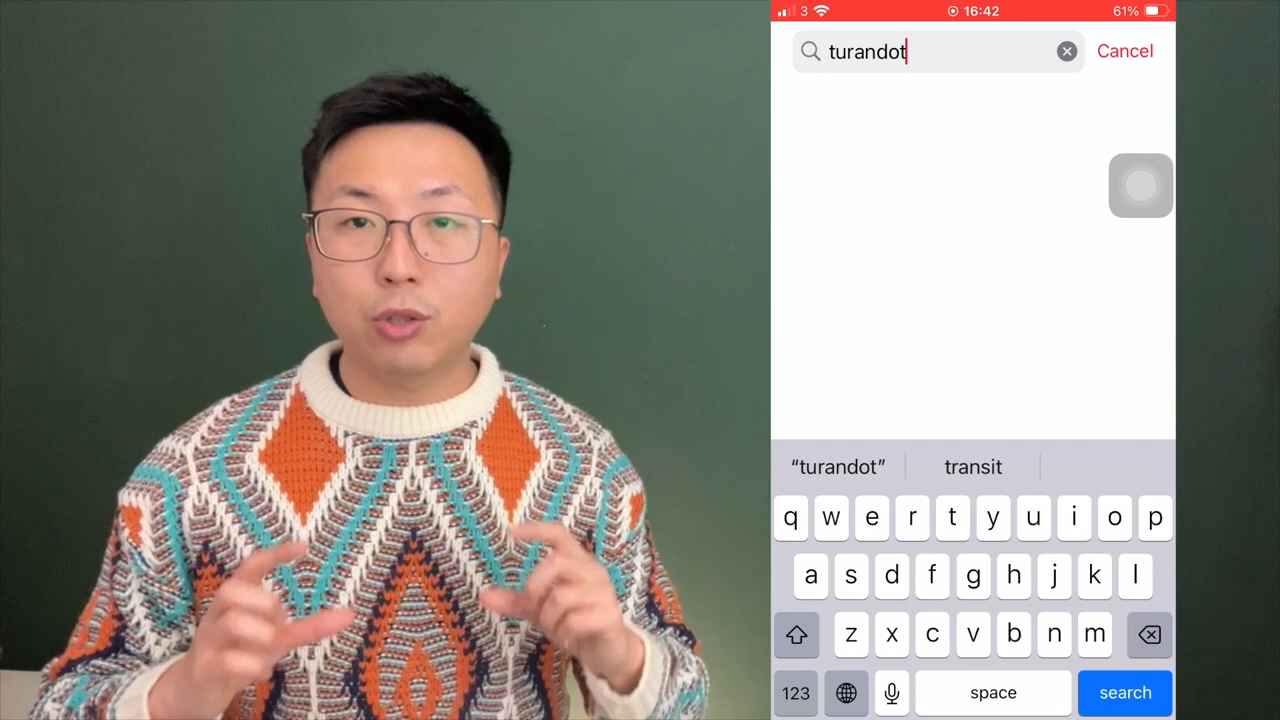 3 16:42 61%
turandot Cancel
“turandot” transit
q w e r t y u i o p
a s d f g h j k l
z x c v b n m
123 space search